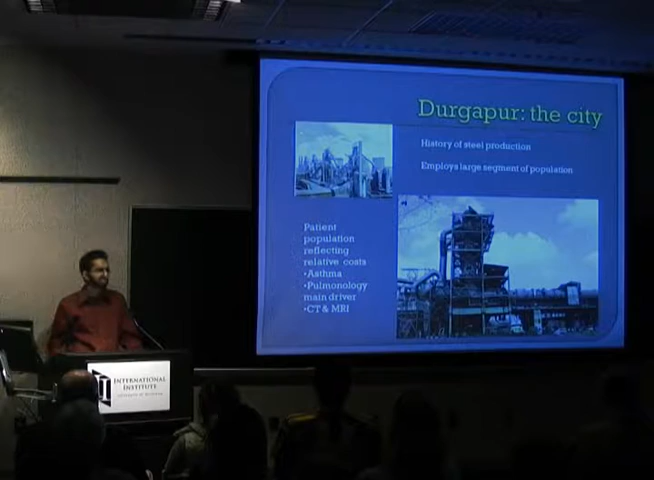 Durgapur: the city
History of steel production
Employs large segment of population
Patient
population
reflecting
relative costs
•Asthma
•Pulmonology
main driver
•CT & MRI
INTERNATIONAL
INSTITUTE